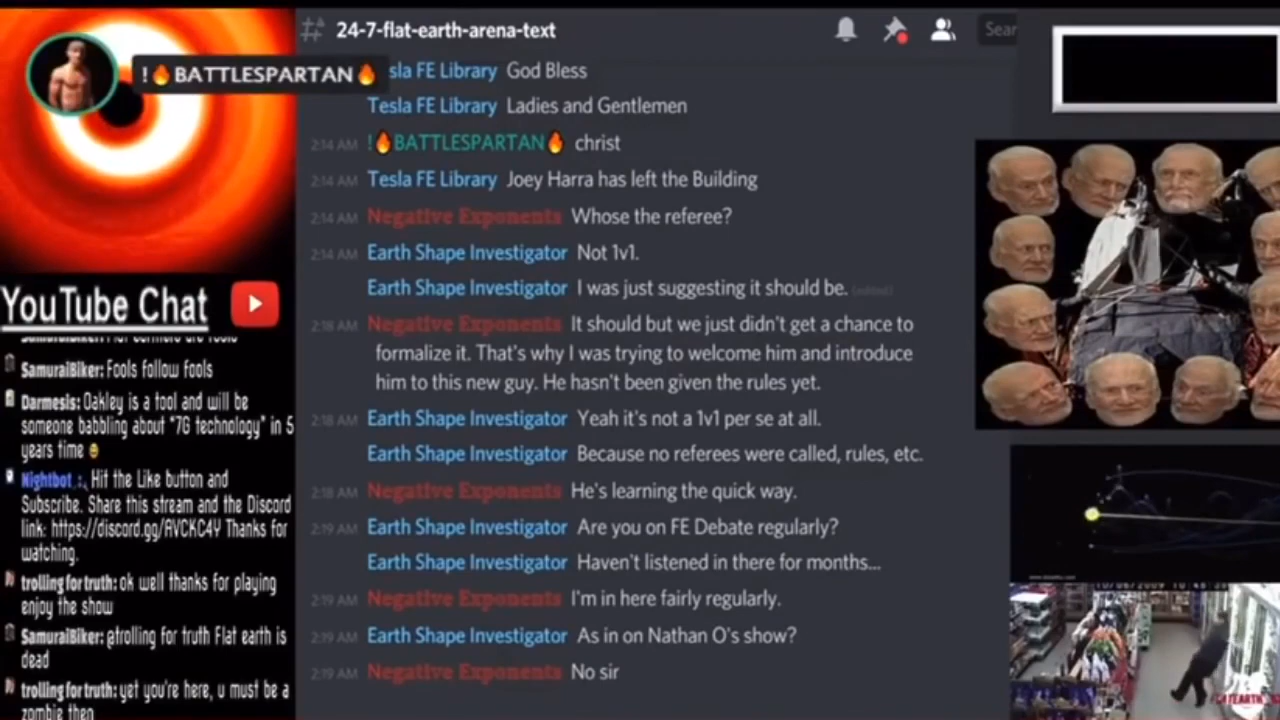 24-7-flat-earth-arena-text
Sear
!🔥BATTLESPARTAN🔥
sla FE Library God Bless
Tesla FE Library Ladies and Gentlemen
2:14 AM !🔥BATTLESPARTAN🔥 christ
2:14 AM Tesla FE Library Joey Harra has left the Building
2:14 AM Negative Exponents Whose the referee?
2:14 AM Earth Shape Investigator Not 1v1.
Earth Shape Investigator I was just suggesting it should be. (edited)
2:18 AM Negative Exponents It should but we just didn't get a chance to
formalize it. That's why I was trying to welcome him and introduce
him to this new guy. He hasn't been given the rules yet.
2:18 AM Earth Shape Investigator Yeah it's not a 1v1 per se at all.
Earth Shape Investigator Because no referees were called, rules, etc.
2:18 AM Negative Exponents He's learning the quick way.
2:19 AM Earth Shape Investigator Are you on FE Debate regularly?
Earth Shape Investigator Haven't listened in there for months...
2:19 AM Negative Exponents I'm in here fairly regularly.
2:19 AM Earth Shape Investigator As in on Nathan O's show?
2:19 AM Negative Exponents No sir
YouTube Chat
SamuraiBiker: Fools follow fools
Darmesis: Oakley is a tool and will be
someone babbling about "7G technology" in 5
years time 😄
Nightbot : Hit the Like button and
Subscribe. Share this stream and the Discord
link: https://discord.gg/AVCKC4Y Thanks for
watching.
trolling for truth: ok well thanks for playing
enjoy the show
SamuraiBiker: @trolling for truth Flat earth is
dead
trolling for truth: yet you're here, u must be a
zombie then